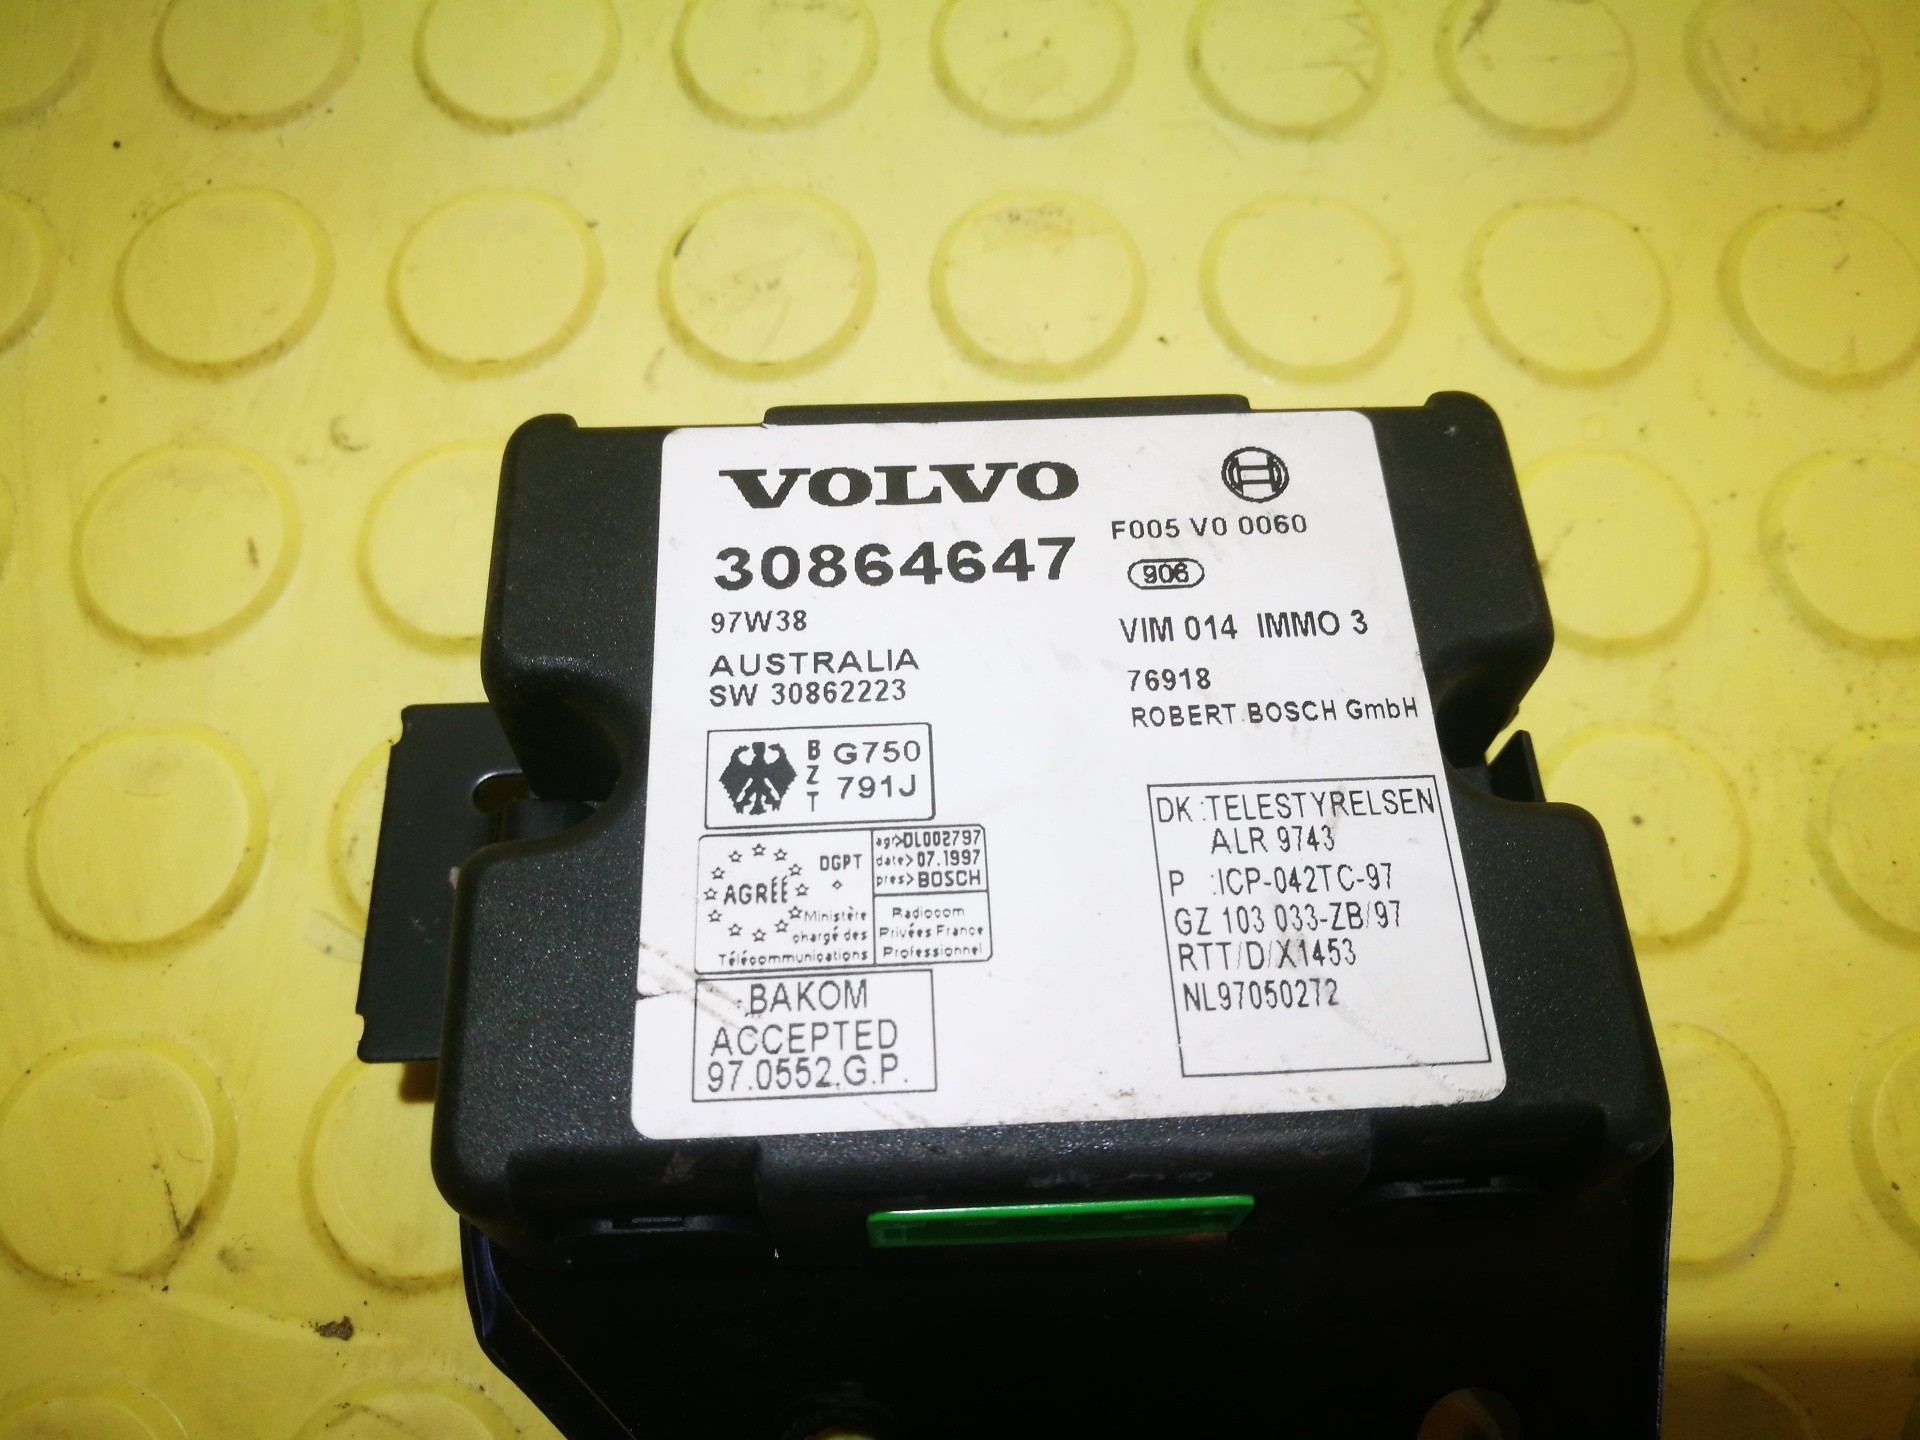 VOLVO
30864647
97W38
AUSTRALIA
SW 30862223
F005 V0 0060
906
VIM 014 IMMO 3
76918
ROBERT BOSCH GmbH
BZT G750
791J
AGRÉÉ
DGPT
Ministère
chargé des
Télécommunications
agr>DL002797
date>07.1997
pres>BOSCH
Radiocom
Privées France
Professionnel
BAKOM
ACCEPTED
97.0552.G.P.
DK :TELESTYRELSEN
ALR 9743
P :ICP-042TC-97
GZ 103 033-ZB/97
RTT/D/X1453
NL97050272